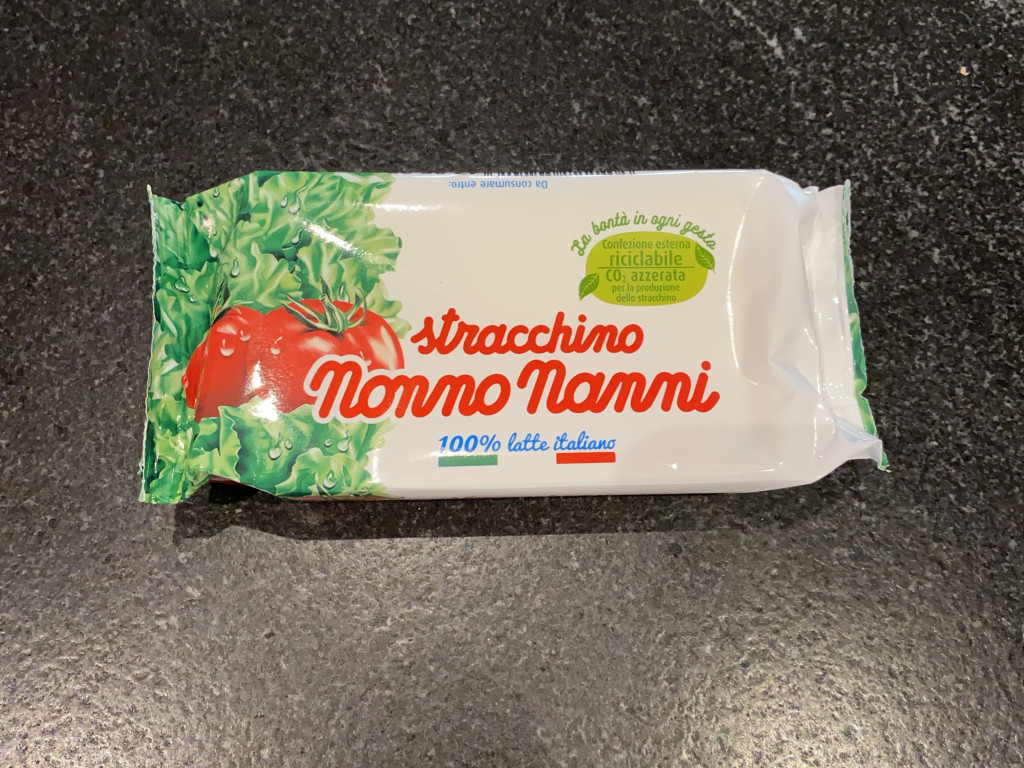 Da consumare entro:
La bontà in ogni gesto
Confezione esterna
riciclabile
CO₂ azzerata
per la produzione
dello stracchino
stracchino
Nonno Nanni
100% latte italiano